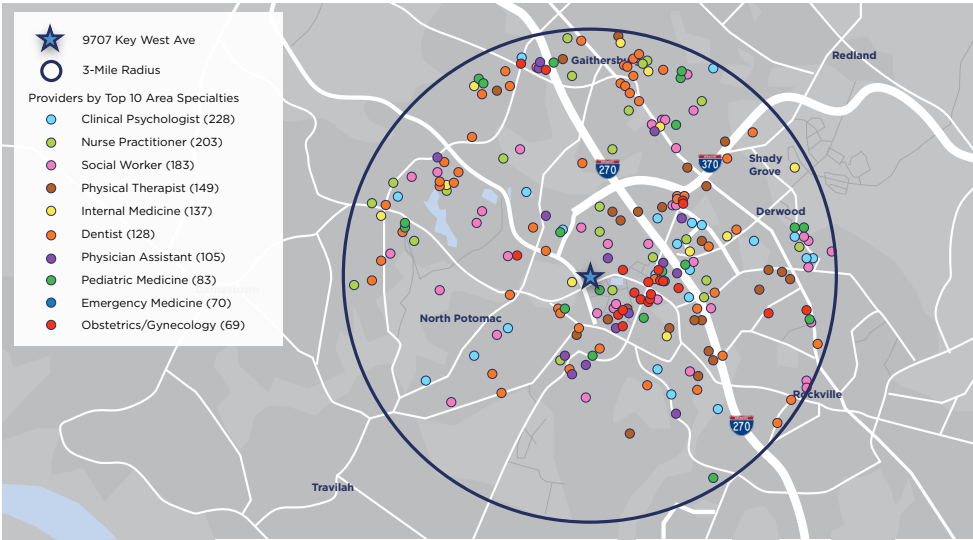 9707 Key West Ave
3-Mile Radius
Providers by Top 10 Area Specialties
Clinical Psychologist (228)
Nurse Practitioner (203)
Social Worker (183)
Physical Therapist (149)
Internal Medicine (137)
Dentist (128)
Physician Assistant (105)
Pediatric Medicine (83)
Emergency Medicine (70)
Obstetrics/Gynecology (69)
Redland
270
370
Shady
Grove
Derwood
North Potomac
Rockville
270
Travilah